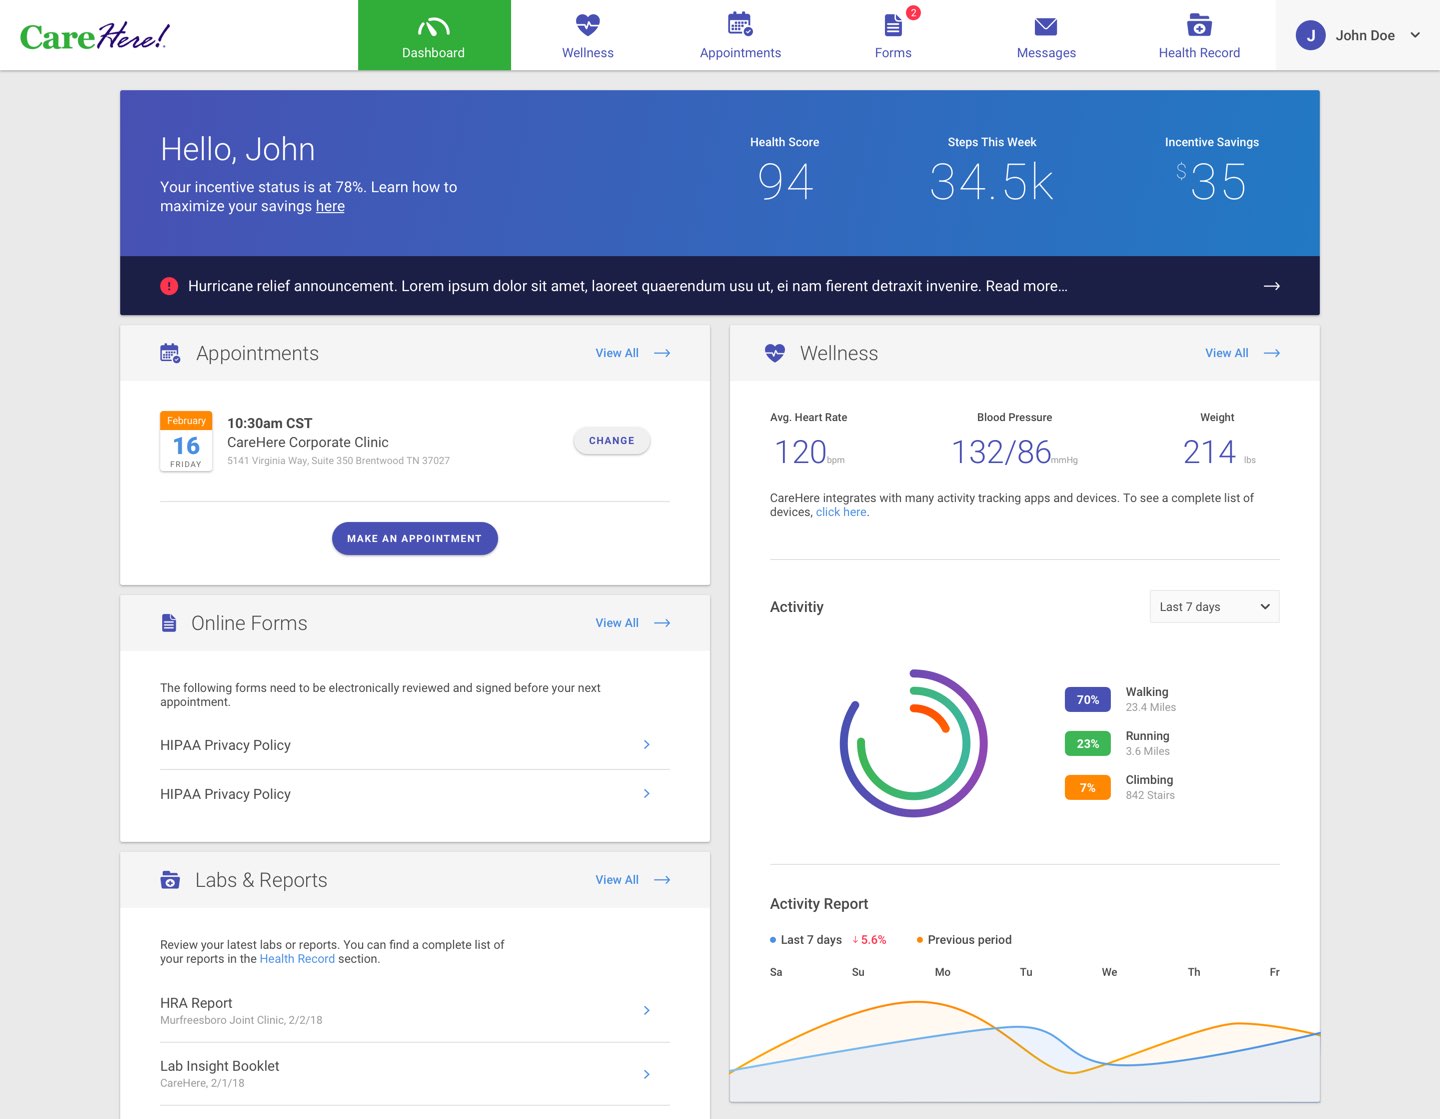 CareHere!
Dashboard
Wellness
Appointments
2
Forms
Messages
Health Record
J
John Doe
Hello, John
Your incentive status is at 78%. Learn how to
maximize your savings here
Health Score
94
Steps This Week
34.5k
Incentive Savings
$35
! Hurricane relief announcement. Lorem ipsum dolor sit amet, laoreet quaerendum usu ut, ei nam fierent detraxit invenire. Read more...
Appointments
View All
February
16
FRIDAY
10:30am CST
CareHere Corporate Clinic
5141 Virginia Way, Suite 350 Brentwood TN 37027
CHANGE
MAKE AN APPOINTMENT
Online Forms
View All
The following forms need to be electronically reviewed and signed before your next
appointment.
HIPAA Privacy Policy
HIPAA Privacy Policy
Labs & Reports
View All
Review your latest labs or reports. You can find a complete list of
your reports in the Health Record section.
HRA Report
Murfreesboro Joint Clinic, 2/2/18
Lab Insight Booklet
CareHere, 2/1/18
Wellness
View All
Avg. Heart Rate
120 bpm
Blood Pressure
132/86 mmHg
Weight
214 lbs
CareHere integrates with many activity tracking apps and devices. To see a complete list of
devices, click here.
Activitiy
Last 7 days
70%
Walking
23.4 Miles
23%
Running
3.6 Miles
7%
Climbing
842 Stairs
Activity Report
Last 7 days ↓5.6% Previous period
Sa Su Mo Tu We Th Fr